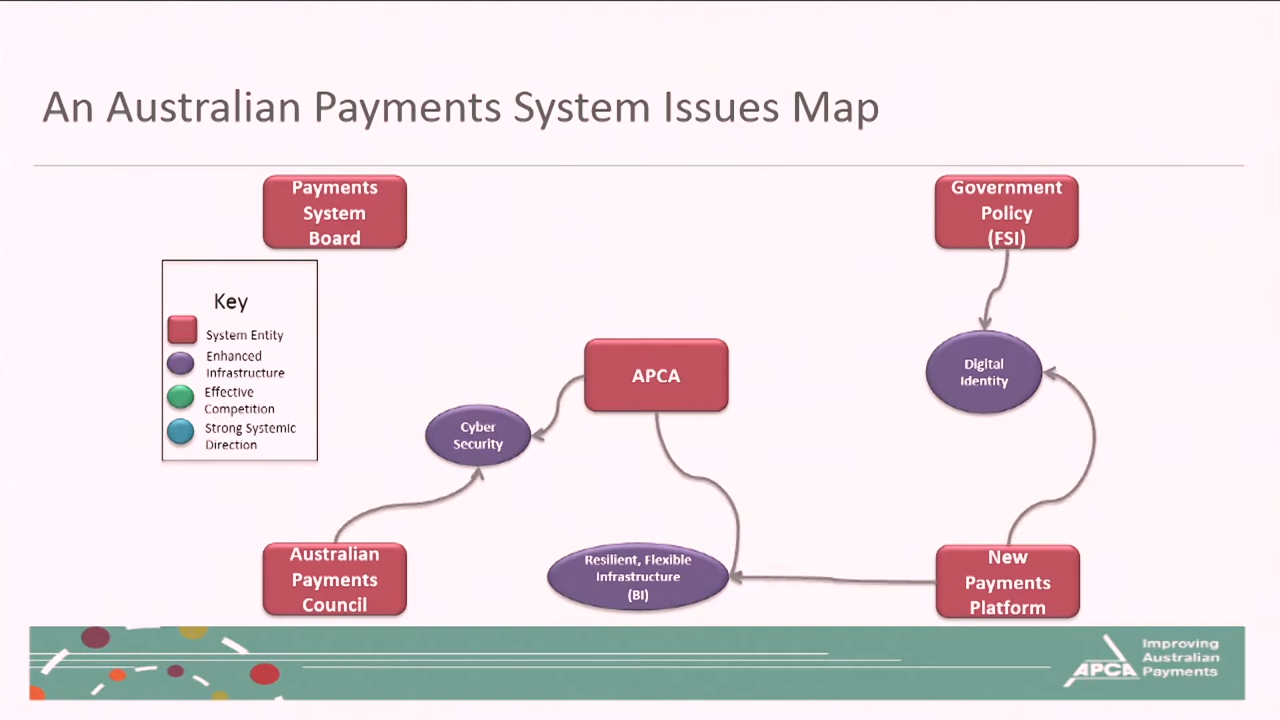 An Australian Payments System Issues Map
Payments
System
Board
Government
Policy
(FSI)
Key
System Entity
Enhanced
Infrastructure
Effective
Competition
Strong Systemic
Direction
APCA
Digital
Identity
Cyber
Security
Australian
Payments
Council
Resilient, Flexible
Infrastructure
(BI)
New
Payments
Platform
APCA
Improving
Australian
Payments